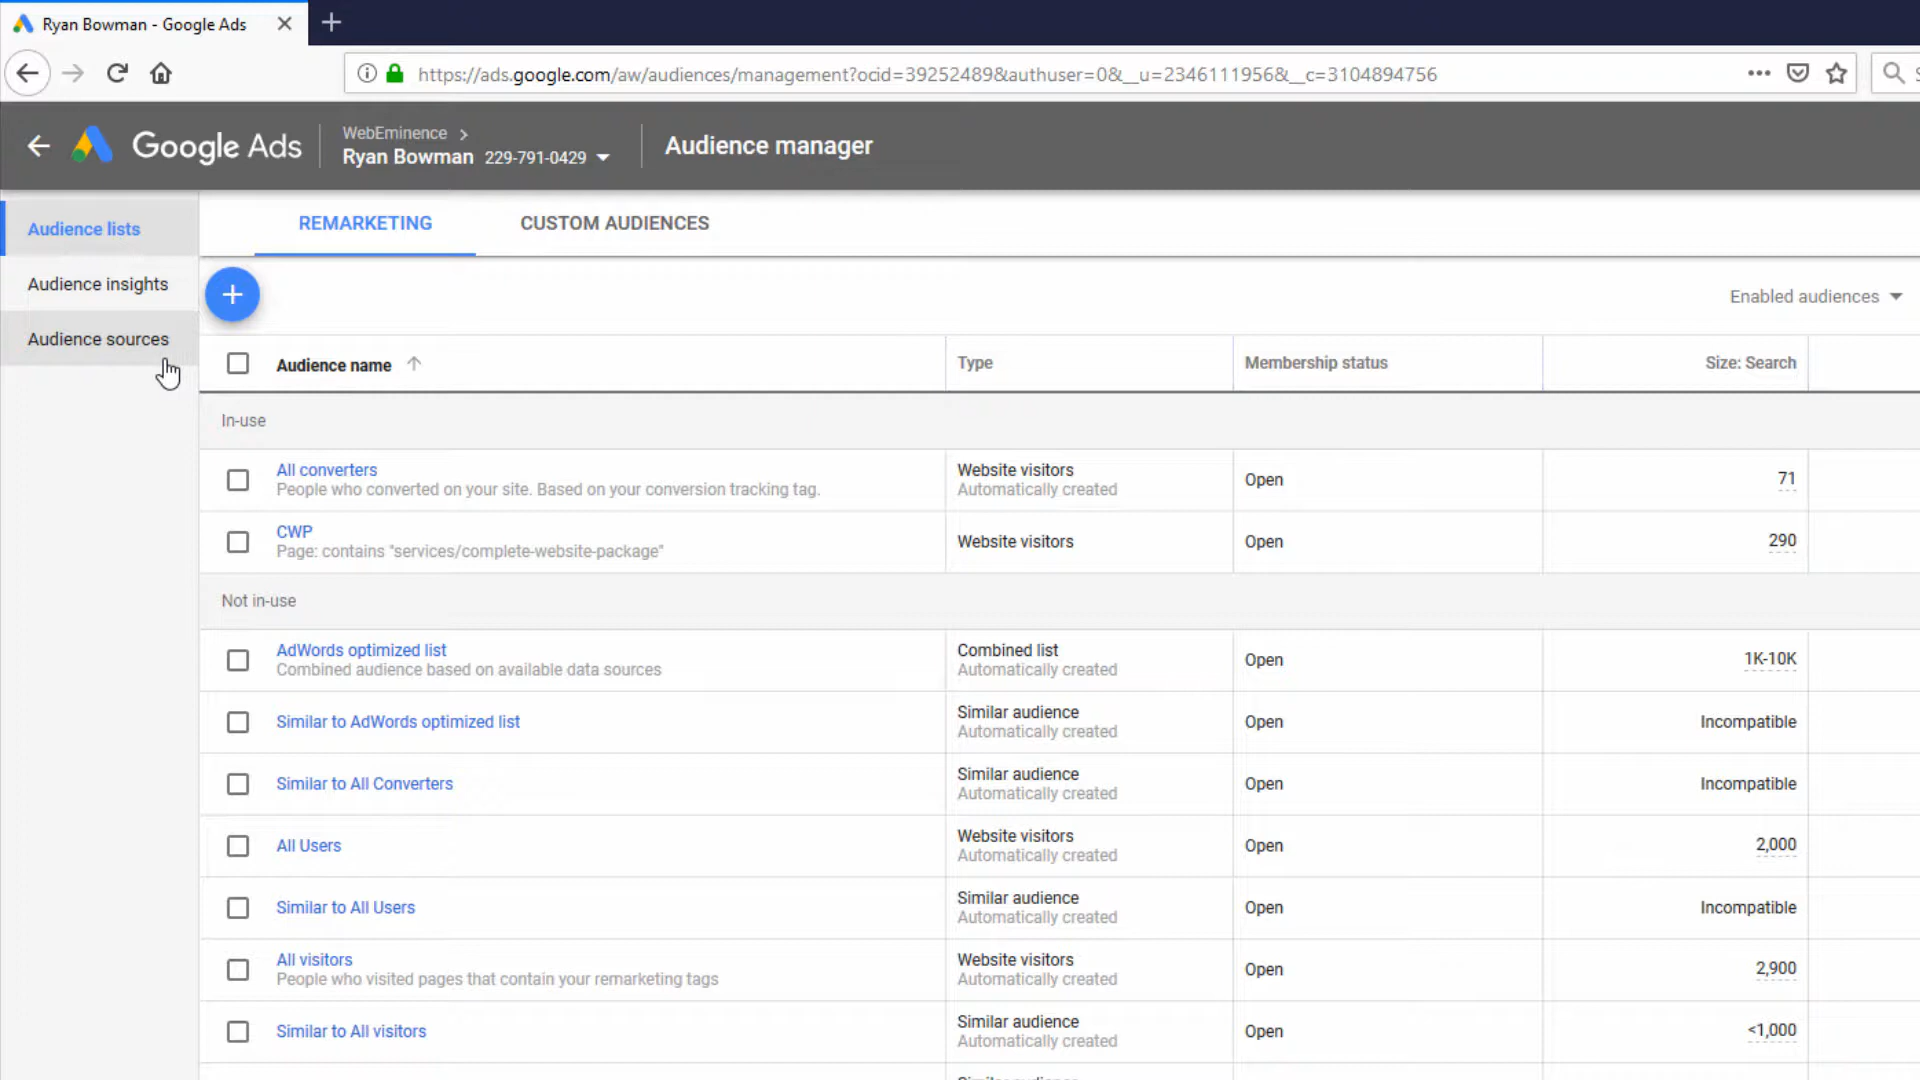 Ryan Bowman - Google Ads
https://ads.google.com/aw/audiences/management?ocid=39252489&authuser=0&__u=2346111956&__c=3104894756
Google Ads
WebEminence
Ryan Bowman 229-791-0429
Audience manager
Audience lists
Audience insights
Audience sources
REMARKETING
CUSTOM AUDIENCES
Enabled audiences
Audience name
Type
Membership status
Size: Search
In-use
All converters
People who converted on your site. Based on your conversion tracking tag.
Website visitors
Automatically created
Open
71
CWP
Page: contains "services/complete-website-package"
Website visitors
Open
290
Not in-use
AdWords optimized list
Combined audience based on available data sources
Combined list
Automatically created
Open
1K-10K
Similar to AdWords optimized list
Similar audience
Automatically created
Open
Incompatible
Similar to All Converters
Similar audience
Automatically created
Open
Incompatible
All Users
Website visitors
Automatically created
Open
2,000
Similar to All Users
Similar audience
Automatically created
Open
Incompatible
All visitors
People who visited pages that contain your remarketing tags
Website visitors
Automatically created
Open
2,900
Similar to All visitors
Similar audience
Automatically created
Open
<1,000